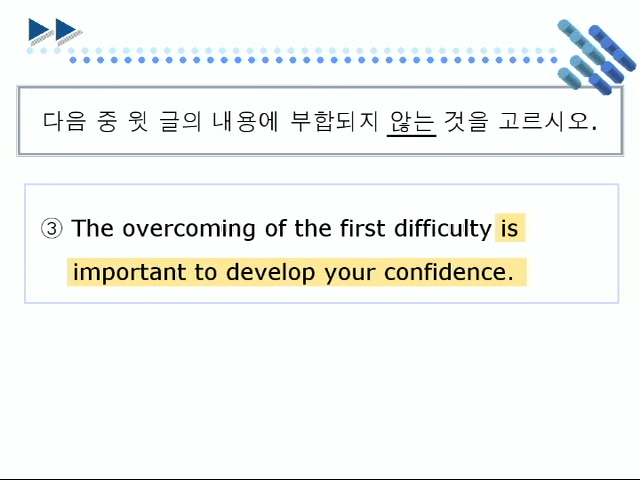 다음 중 윗 글의 내용에 부합되지 않는 것을 고르시오.
③ The overcoming of the first difficulty is
important to develop your confidence.